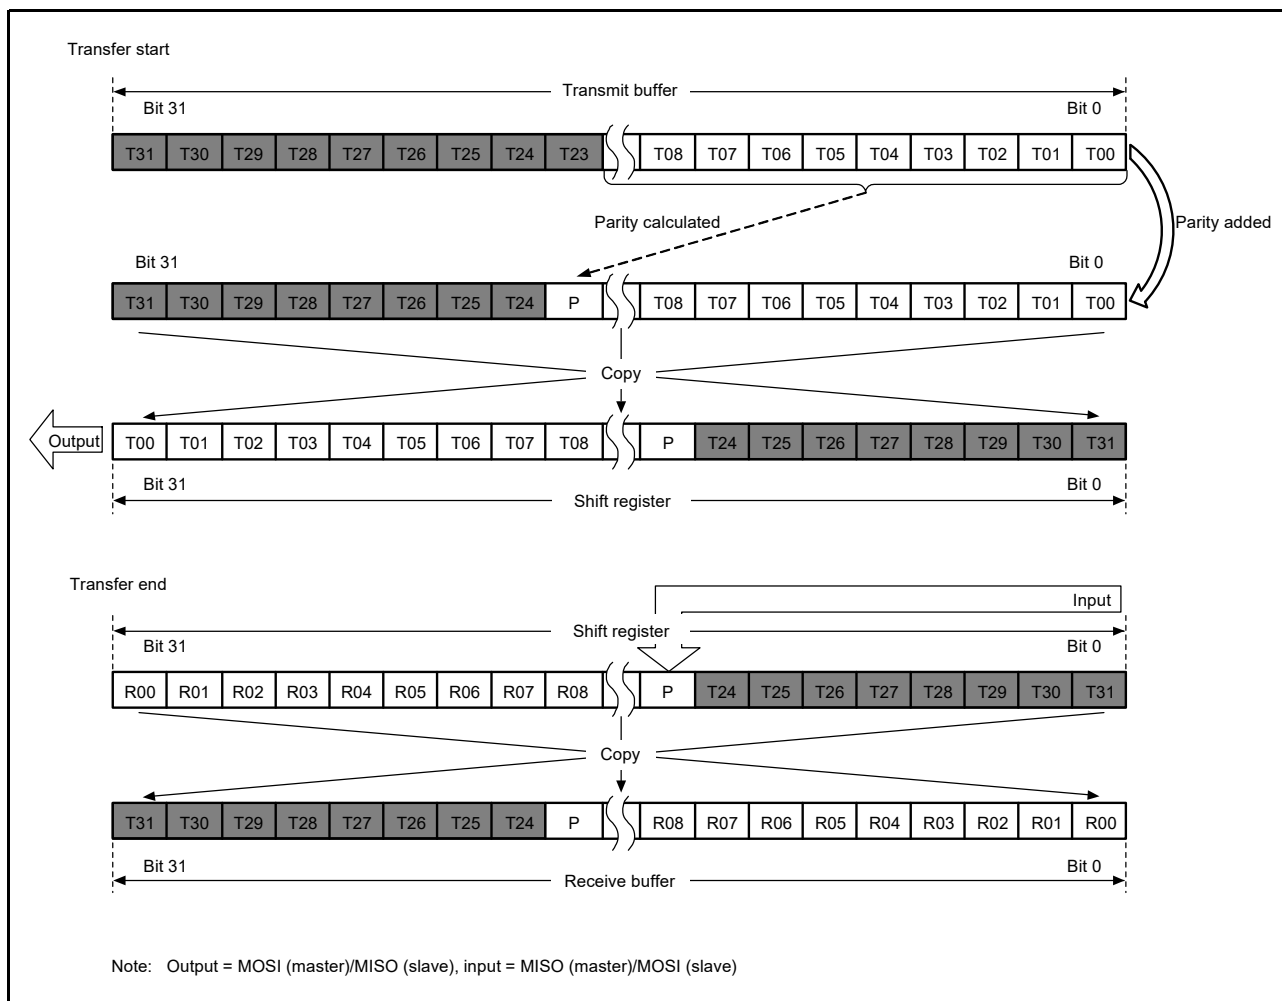 Transfer start
Transmit buffer
Bit 31 Bit 0
T31 T30 T29 T28 T27 T26 T25 T24 T23 T08 T07 T06 T05 T04 T03 T02 T01 T00
Parity calculated Parity added
Bit 31 Bit 0
T31 T30 T29 T28 T27 T26 T25 T24 P T08 T07 T06 T05 T04 T03 T02 T01 T00
Copy
Output T00 T01 T02 T03 T04 T05 T06 T07 T08 P T24 T25 T26 T27 T28 T29 T30 T31
Bit 31 Bit 0
Shift register
Transfer end
Input
Shift register
Bit 31 Bit 0
R00 R01 R02 R03 R04 R05 R06 R07 R08 P T24 T25 T26 T27 T28 T29 T30 T31
Copy
T31 T30 T29 T28 T27 T26 T25 T24 P R08 R07 R06 R05 R04 R03 R02 R01 R00
Bit 31 Bit 0
Receive buffer
Note: Output = MOSI (master)/MISO (slave), input = MISO (master)/MOSI (slave)